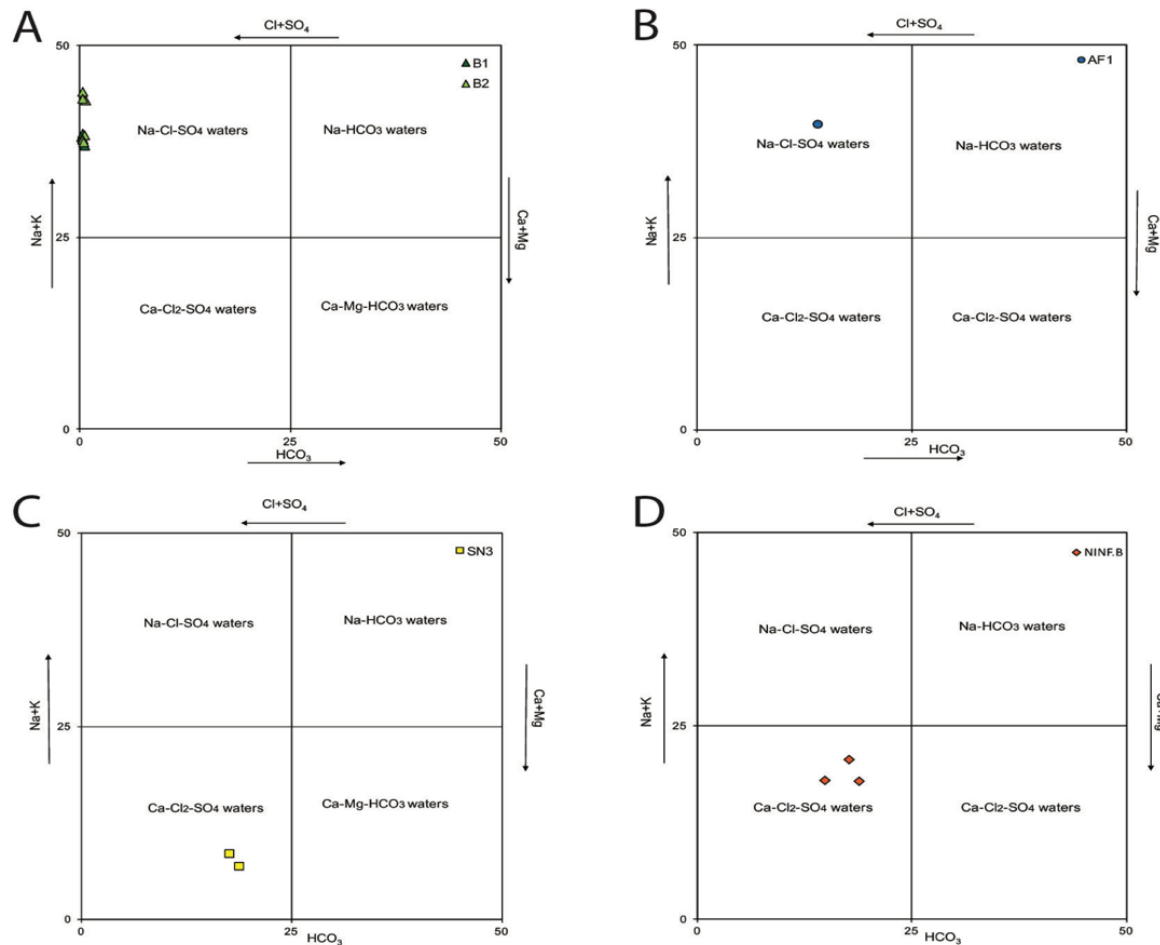 A
Cl+SO₄
50
B1
B2
Na-Cl-SO₄ waters
Na-HCO₃ waters
Na+K
Ca+Mg
25
Ca-Cl₂-SO₄ waters
Ca-Mg-HCO₃ waters
0
0
25
50
HCO₃
B
Cl+SO₄
50
AF1
Na-Cl-SO₄ waters
Na-HCO₃ waters
Na+K
Ca+Mg
25
Ca-Cl₂-SO₄ waters
Ca-Cl₂-SO₄ waters
0
0
25
50
HCO₃
C
Cl+SO₄
50
SN3
Na-Cl-SO₄ waters
Na-HCO₃ waters
Na+K
Ca+Mg
25
Ca-Cl₂-SO₄ waters
Ca-Mg-HCO₃ waters
0
0
25
50
HCO₃
D
Cl+SO₄
50
NINF.B
Na-Cl-SO₄ waters
Na-HCO₃ waters
Na+K
25
Ca-Cl₂-SO₄ waters
Ca-Cl₂-SO₄ waters
0
0
25
50
HCO₃